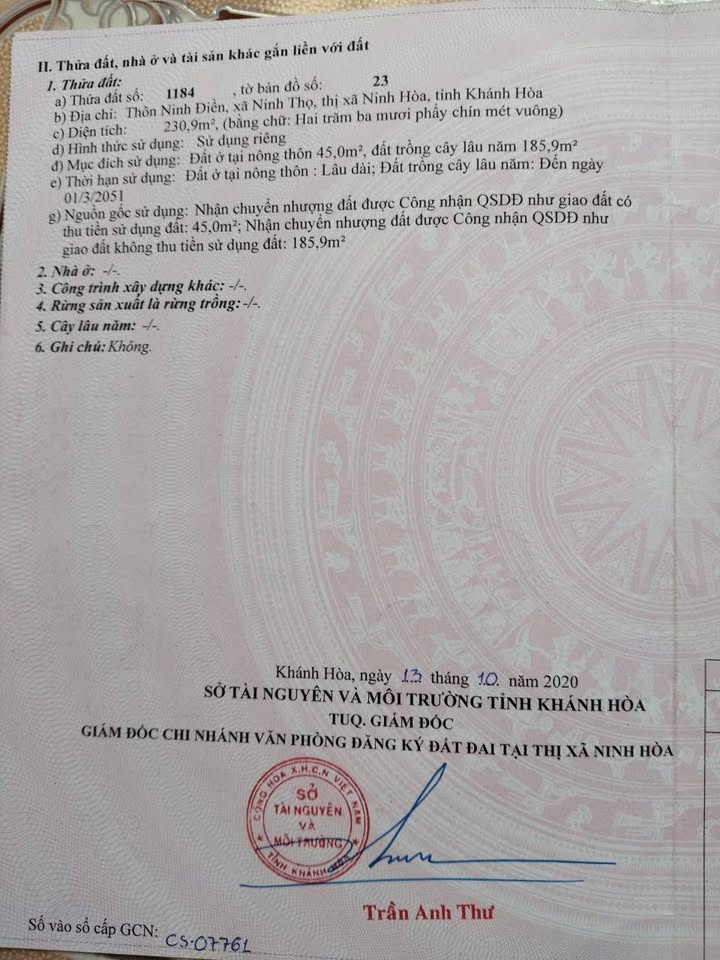 II. Thửa đất, nhà ở và tài sản khác gắn liền với đất
1. Thửa đất:
a) Thửa đất số: 1184 , tờ bản đồ số: 23
b) Địa chỉ: Thôn Ninh Điền, xã Ninh Thọ, thị xã Ninh Hòa, tỉnh Khánh Hòa
c) Diện tích: 230,9m², (bằng chữ: Hai trăm ba mươi phẩy chín mét vuông)
d) Hình thức sử dụng: Sử dụng riêng
đ) Mục đích sử dụng: Đất ở tại nông thôn 45,0m², đất trồng cây lâu năm 185,9m²
e) Thời hạn sử dụng: Đất ở tại nông thôn : Lâu dài; Đất trồng cây lâu năm: Đến ngày
01/3/2051
g) Nguồn gốc sử dụng: Nhận chuyển nhượng đất được Công nhận QSDĐ như giao đất có
thu tiền sử dụng đất: 45,0m²; Nhận chuyển nhượng đất được Công nhận QSDĐ như
giao đất không thu tiền sử dụng đất: 185,9m²
2. Nhà ở: -/-.
3. Công trình xây dựng khác: -/-.
4. Rừng sản xuất là rừng trồng: -/-.
5. Cây lâu năm: -/-.
6. Ghi chú: Không.
Khánh Hòa, ngày 13 tháng 10 năm 2020
SỞ TÀI NGUYÊN VÀ MÔI TRƯỜNG TỈNH KHÁNH HÒA
TUQ. GIÁM ĐỐC
GIÁM ĐỐC CHI NHÁNH VĂN PHÒNG ĐĂNG KÝ ĐẤT ĐAI TẠI THỊ XÃ NINH HÒA
CỘNG HÒA X.H.C.N VIỆT NAM
SỞ
TÀI NGUYÊN
VÀ
MÔI TRƯỜNG
TỈNH KHÁNH HÒA
Trần Anh Thư
Số vào sổ cấp GCN: CS-07761